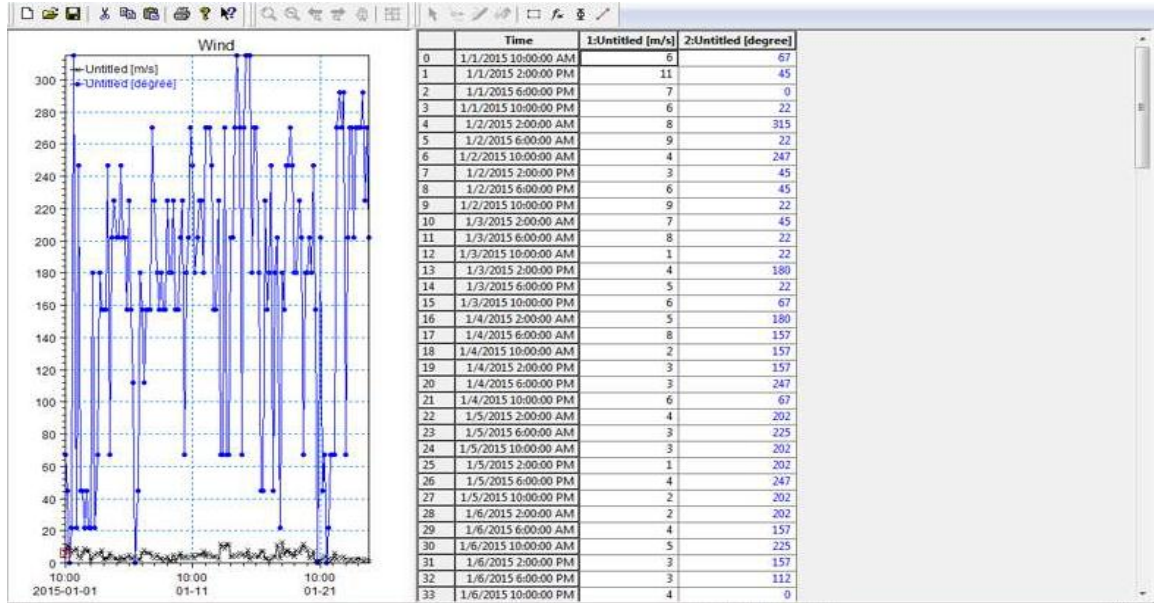 Wind
Untitled [m/s]
Untitled [degree]
300
280
260
240
220
200
180
160
140
120
100
80
60
40
20
0
10:00 10:00 10:00
2015-01-01 01-11 01-21
Time 1:Untitled [m/s] 2:Untitled [degree]
0 1/1/2015 10:00:00 AM 6 67
1 1/1/2015 2:00:00 PM 11 45
2 1/1/2015 6:00:00 PM 7 0
3 1/1/2015 10:00:00 PM 6 22
4 1/2/2015 2:00:00 AM 8 315
5 1/2/2015 6:00:00 AM 9 22
6 1/2/2015 10:00:00 AM 4 247
7 1/2/2015 2:00:00 PM 3 45
8 1/2/2015 6:00:00 PM 6 45
9 1/2/2015 10:00:00 PM 9 22
10 1/3/2015 2:00:00 AM 7 45
11 1/3/2015 6:00:00 AM 8 22
12 1/3/2015 10:00:00 AM 1 22
13 1/3/2015 2:00:00 PM 4 180
14 1/3/2015 6:00:00 PM 5 22
15 1/3/2015 10:00:00 PM 6 67
16 1/4/2015 2:00:00 AM 5 180
17 1/4/2015 6:00:00 AM 8 157
18 1/4/2015 10:00:00 AM 2 157
19 1/4/2015 2:00:00 PM 3 157
20 1/4/2015 6:00:00 PM 3 247
21 1/4/2015 10:00:00 PM 6 67
22 1/5/2015 2:00:00 AM 4 202
23 1/5/2015 6:00:00 AM 3 225
24 1/5/2015 10:00:00 AM 3 202
25 1/5/2015 2:00:00 PM 1 202
26 1/5/2015 6:00:00 PM 4 247
27 1/5/2015 10:00:00 PM 2 202
28 1/6/2015 2:00:00 AM 2 202
29 1/6/2015 6:00:00 AM 4 157
30 1/6/2015 10:00:00 AM 5 225
31 1/6/2015 2:00:00 PM 3 157
32 1/6/2015 6:00:00 PM 3 112
33 1/6/2015 10:00:00 PM 4 0